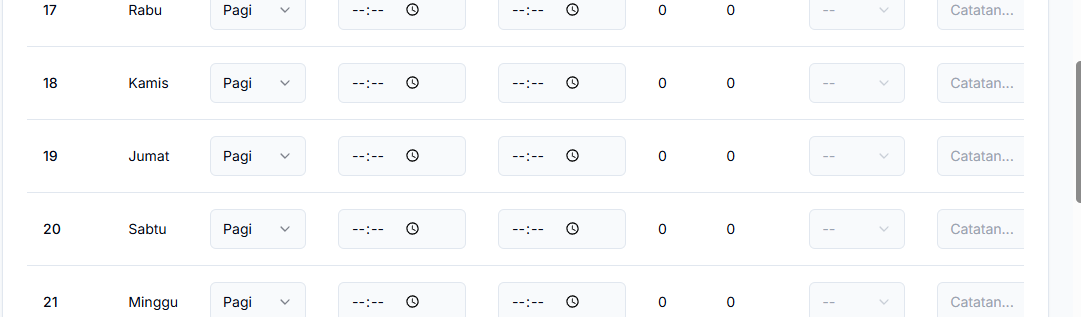 17 Rabu Pagi --:-- --:-- 0 0 -- Catatan...
18 Kamis Pagi --:-- --:-- 0 0 -- Catatan...
19 Jumat Pagi --:-- --:-- 0 0 -- Catatan...
20 Sabtu Pagi --:-- --:-- 0 0 -- Catatan...
21 Minggu Pagi --:-- --:-- 0 0 -- Catatan...